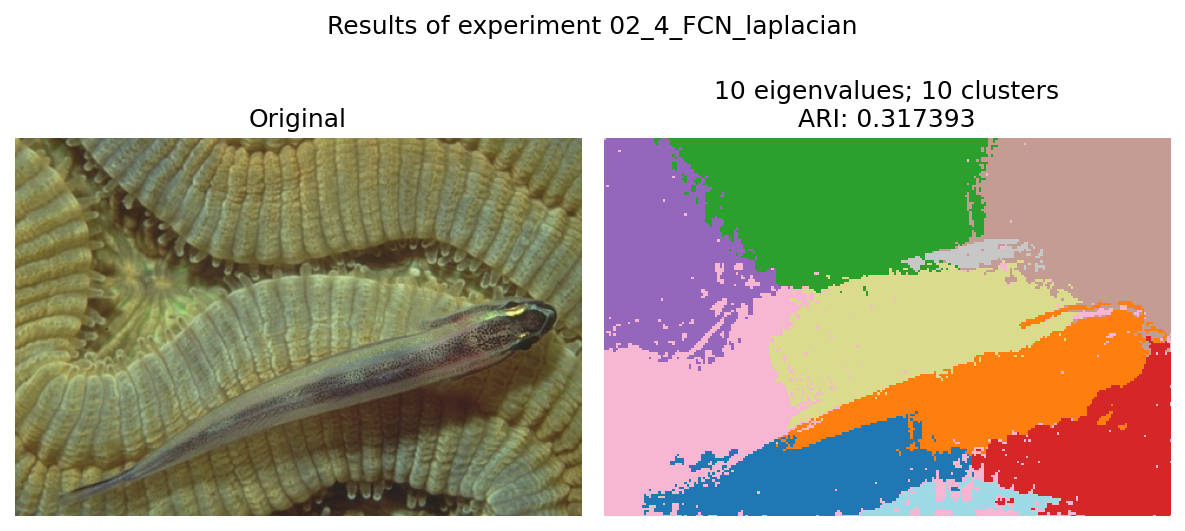 Results of experiment 02_4_FCN_laplacian
Original
10 eigenvalues; 10 clusters
ARI: 0.317393